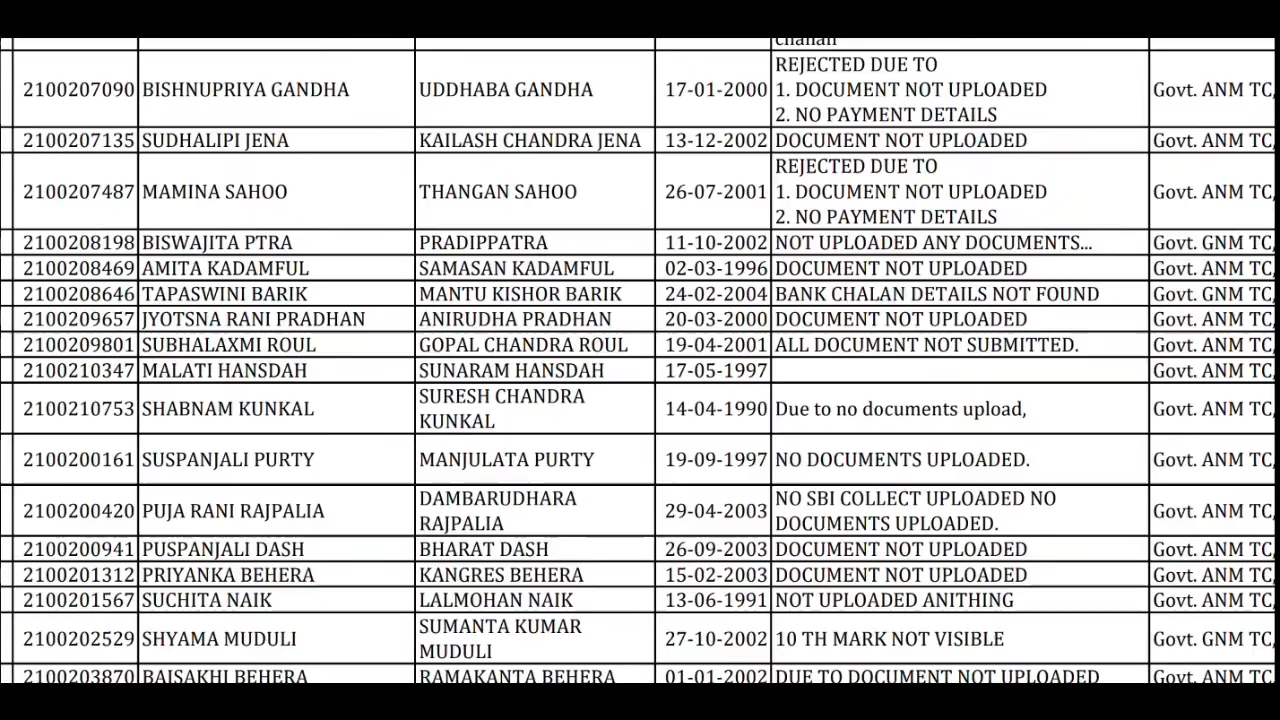 chalan
2100207090 BISHNUPRIYA GANDHA UDDHABA GANDHA 17-01-2000 REJECTED DUE TO
1. DOCUMENT NOT UPLOADED
2. NO PAYMENT DETAILS Govt. ANM TC,
2100207135 SUDHALIPI JENA KAILASH CHANDRA JENA 13-12-2002 DOCUMENT NOT UPLOADED Govt. ANM TC,
2100207487 MAMINA SAHOO THANGAN SAHOO 26-07-2001 REJECTED DUE TO
1. DOCUMENT NOT UPLOADED
2. NO PAYMENT DETAILS Govt. ANM TC,
2100208198 BISWAJITA PTRA PRADIPPATRA 11-10-2002 NOT UPLOADED ANY DOCUMENTS... Govt. GNM TC,
2100208469 AMITA KADAMFUL SAMASAN KADAMFUL 02-03-1996 DOCUMENT NOT UPLOADED Govt. ANM TC,
2100208646 TAPASWINI BARIK MANTU KISHOR BARIK 24-02-2004 BANK CHALAN DETAILS NOT FOUND Govt. GNM TC,
2100209657 JYOTSNA RANI PRADHAN ANIRUDHA PRADHAN 20-03-2000 DOCUMENT NOT UPLOADED Govt. ANM TC,
2100209801 SUBHALAXMI ROUL GOPAL CHANDRA ROUL 19-04-2001 ALL DOCUMENT NOT SUBMITTED. Govt. ANM TC,
2100210347 MALATI HANSDAH SUNARAM HANSDAH 17-05-1997 Govt. ANM TC,
2100210753 SHABNAM KUNKAL SURESH CHANDRA
KUNKAL 14-04-1990 Due to no documents upload, Govt. ANM TC,
2100200161 SUSPANJALI PURTY MANJULATA PURTY 19-09-1997 NO DOCUMENTS UPLOADED. Govt. ANM TC,
2100200420 PUJA RANI RAJPALIA DAMBARUDHARA
RAJPALIA 29-04-2003 NO SBI COLLECT UPLOADED NO
DOCUMENTS UPLOADED. Govt. ANM TC,
2100200941 PUSPANJALI DASH BHARAT DASH 26-09-2003 DOCUMENT NOT UPLOADED Govt. ANM TC,
2100201312 PRIYANKA BEHERA KANGRES BEHERA 15-02-2003 DOCUMENT NOT UPLOADED Govt. ANM TC,
2100201567 SUCHITA NAIK LALMOHAN NAIK 13-06-1991 NOT UPLOADED ANITHING Govt. ANM TC,
2100202529 SHYAMA MUDULI SUMANTA KUMAR
MUDULI 27-10-2002 10 TH MARK NOT VISIBLE Govt. GNM TC,
2100203870 BAISAKHI BEHERA RAMAKANTA BEHERA 01-01-2002 DUE TO DOCUMENT NOT UPLOADED Govt. ANM TC,